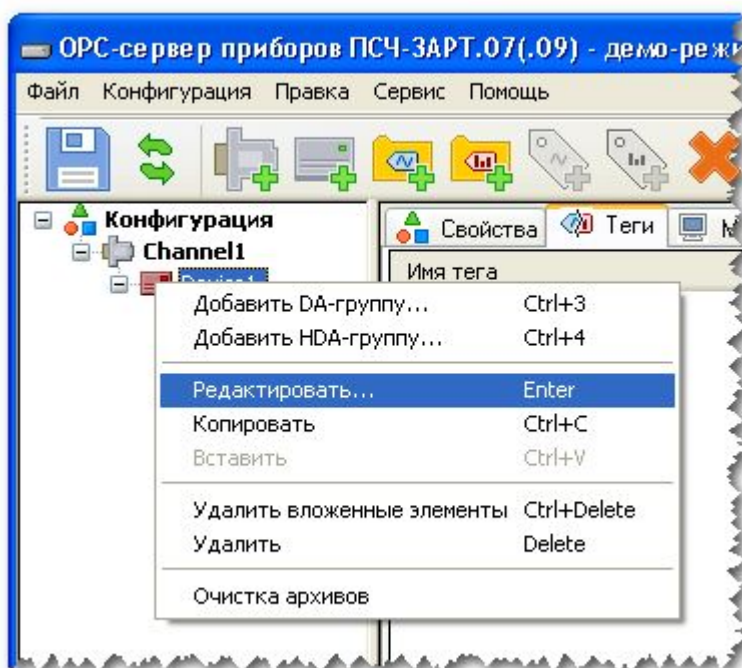 OPC-сервер приборов ПСЧ-3АРТ.07(.09) - демо-режи
Файл Конфигурация Правка Сервис Помощь
Конфигурация
Channel1
Device1
Свойства Теги М
Имя тега
Добавить DA-группу... Ctrl+3
Добавить HDA-группу... Ctrl+4
Редактировать... Enter
Копировать Ctrl+C
Вставить Ctrl+V
Удалить вложенные элементы Ctrl+Delete
Удалить Delete
Очистка архивов